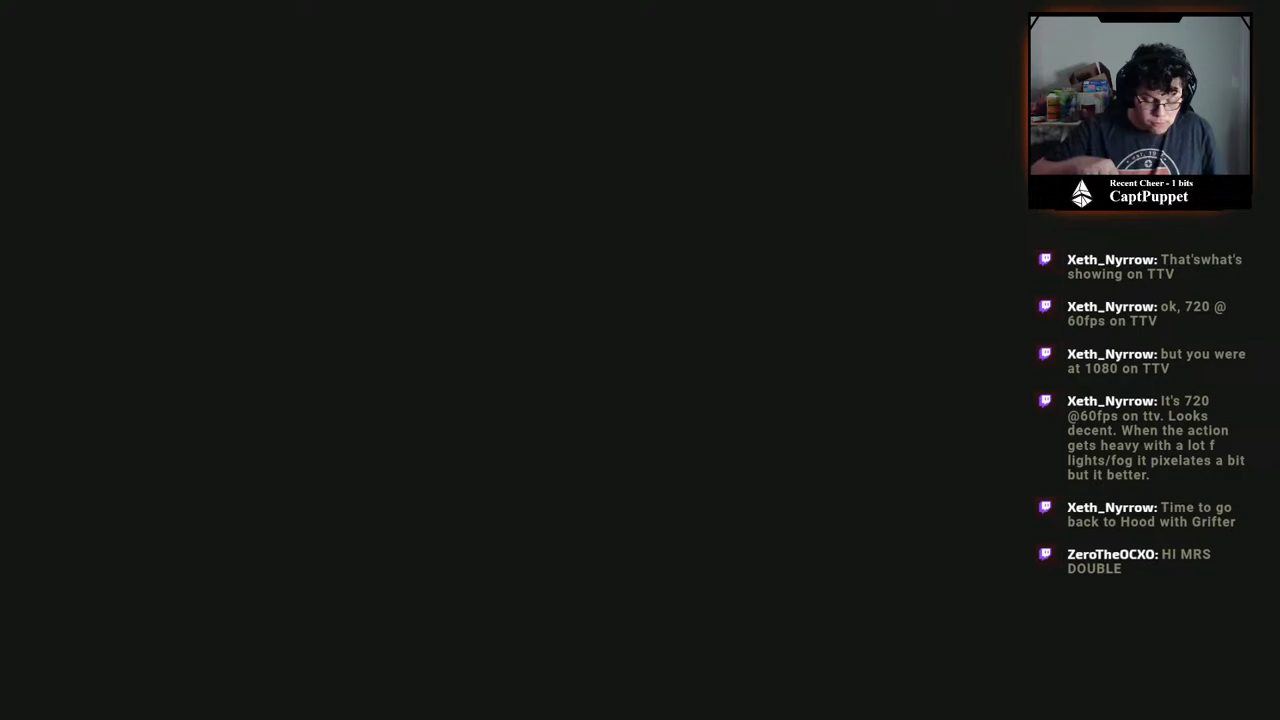 Recent Cheer - 1 bits
CaptPuppet
Xeth_Nyrrow: That'swhat's
showing on TTV
Xeth_Nyrrow: ok, 720 @
60fps on TTV
Xeth_Nyrrow: but you were
at 1080 on TTV
Xeth_Nyrrow: It's 720
@60fps on ttv. Looks
decent. When the action
gets heavy with a lot f
lights/fog it pixelates a bit
but it better.
Xeth_Nyrrow: Time to go
back to Hood with Grifter
ZeroTheOCXO: HI MRS
DOUBLE